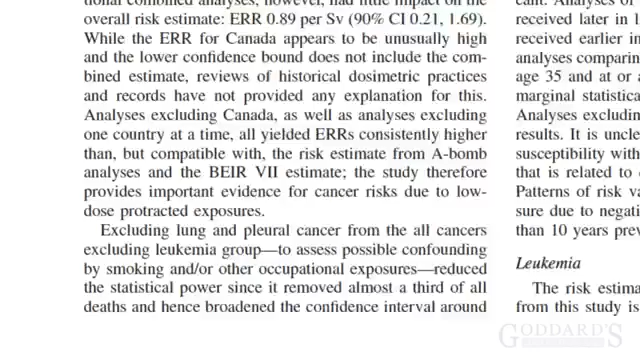 overall risk estimate: ERR 0.89 per Sv (90% CI 0.21, 1.69).
While the ERR for Canada appears to be unusually high
and the lower confidence bound does not include the com-
bined estimate, reviews of historical dosimetric practices
and records have not provided any explanation for this.
Analyses excluding Canada, as well as analyses excluding
one country at a time, all yielded ERRs consistently higher
than, but compatible with, the risk estimate from A-bomb
analyses and the BEIR VII estimate; the study therefore
provides important evidence for cancer risks due to low-
dose protracted exposures.
Excluding lung and pleural cancer from the all cancers
excluding leukemia group—to assess possible confounding
by smoking and/or other occupational exposures—reduced
the statistical power since it removed almost a third of all
deaths and hence broadened the confidence interval around
cant. Analyses of
received later in l
received earlier in
analyses comparin
age 35 and at or a
marginal statistica
Analyses excludin
results. It is uncle
susceptibility with
that is related to
Patterns of risk va
sure due to negati
than 10 years prev
Leukemia
The risk estima
from this study is
GODDARD'S